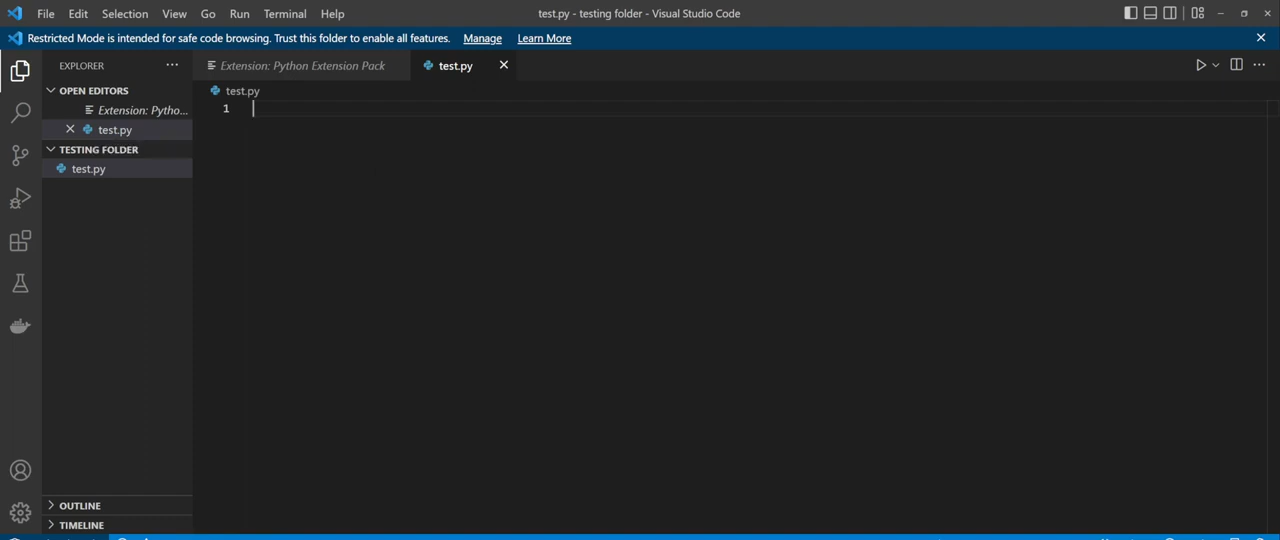 File Edit Selection View Go Run Terminal Help test.py - testing folder - Visual Studio Code
Restricted Mode is intended for safe code browsing. Trust this folder to enable all features. Manage Learn More
EXPLORER ... Extension: Python Extension Pack test.py
OPEN EDITORS test.py
1
Extension: Pytho...
test.py
TESTING FOLDER
test.py
OUTLINE
TIMELINE